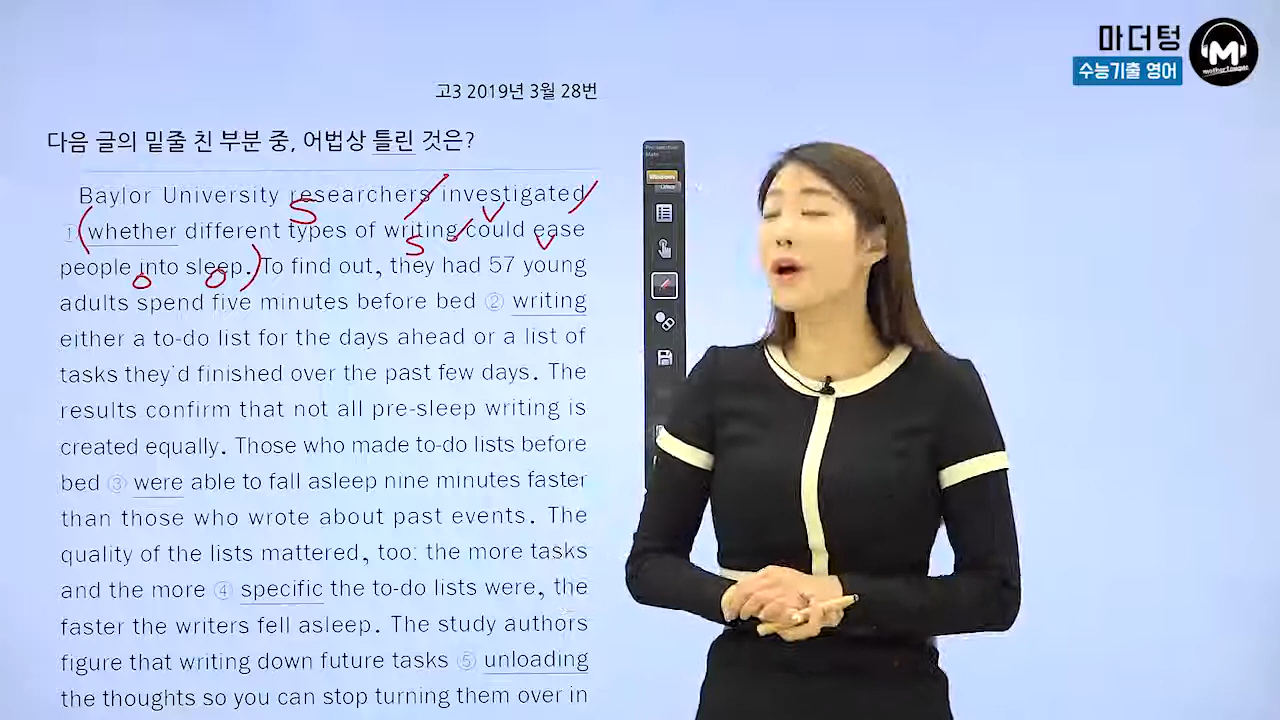 마더텅
수능기출 영어
M
고3 2019년 3월 28번
다음 글의 밑줄 친 부분 중, 어법상 틀린 것은?
Baylor University researchers investigated
① whether different types of writing could ease
people into sleep. To find out, they had 57 young
adults spend five minutes before bed ② writing
either a to-do list for the days ahead or a list of
tasks they'd finished over the past few days. The
results confirm that not all pre-sleep writing is
created equally. Those who made to-do lists before
bed ③ were able to fall asleep nine minutes faster
than those who wrote about past events. The
quality of the lists mattered, too: the more tasks
and the more ④ specific the to-do lists were, the
faster the writers fell asleep. The study authors
figure that writing down future tasks ⑤ unloading
the thoughts so you can stop turning them over in
S
V
S
V
O
O